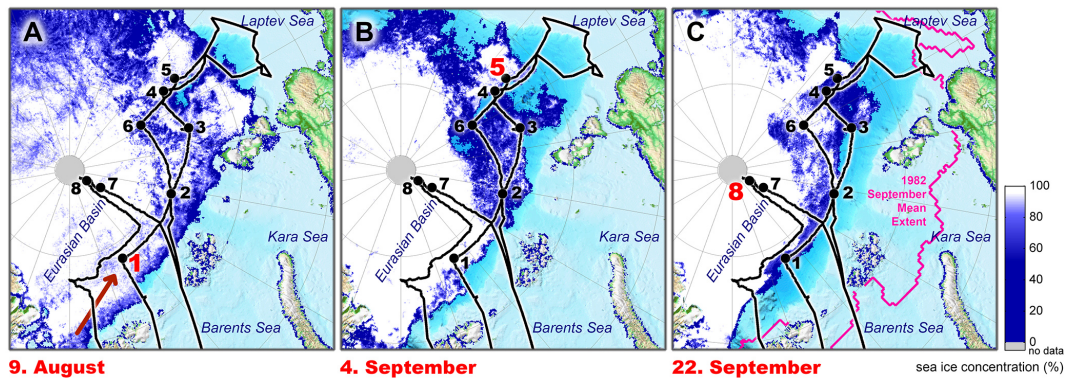 A
Laptev Sea
5
4
6
3
8
7
2
Eurasian Basin
Kara Sea
1
Barents Sea
9. August
B
Laptev Sea
5
4
6
3
8
7
2
Eurasian Basin
Kara Sea
1
Barents Sea
4. September
C
Laptev Sea
5
4
6
3
8
7
2
1982
September
Mean
Extent
Eurasian Basin
Kara Sea
1
Barents Sea
22. September
100
80
60
40
20
0
no data
sea ice concentration (%)